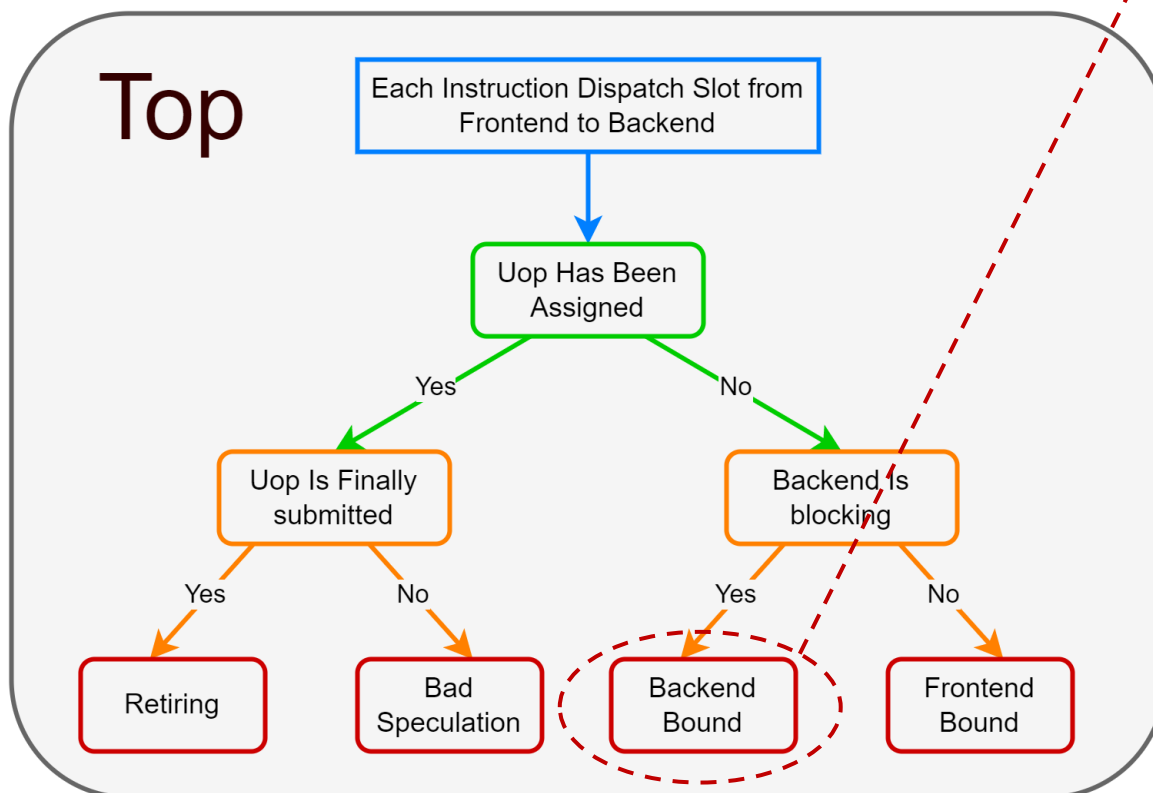 Top
Each Instruction Dispatch Slot from
Frontend to Backend
Uop Has Been
Assigned
Yes
No
Uop Is Finally
submitted
Backend Is
blocking
Yes
No
Yes
No
Retiring
Bad
Speculation
Backend
Bound
Frontend
Bound